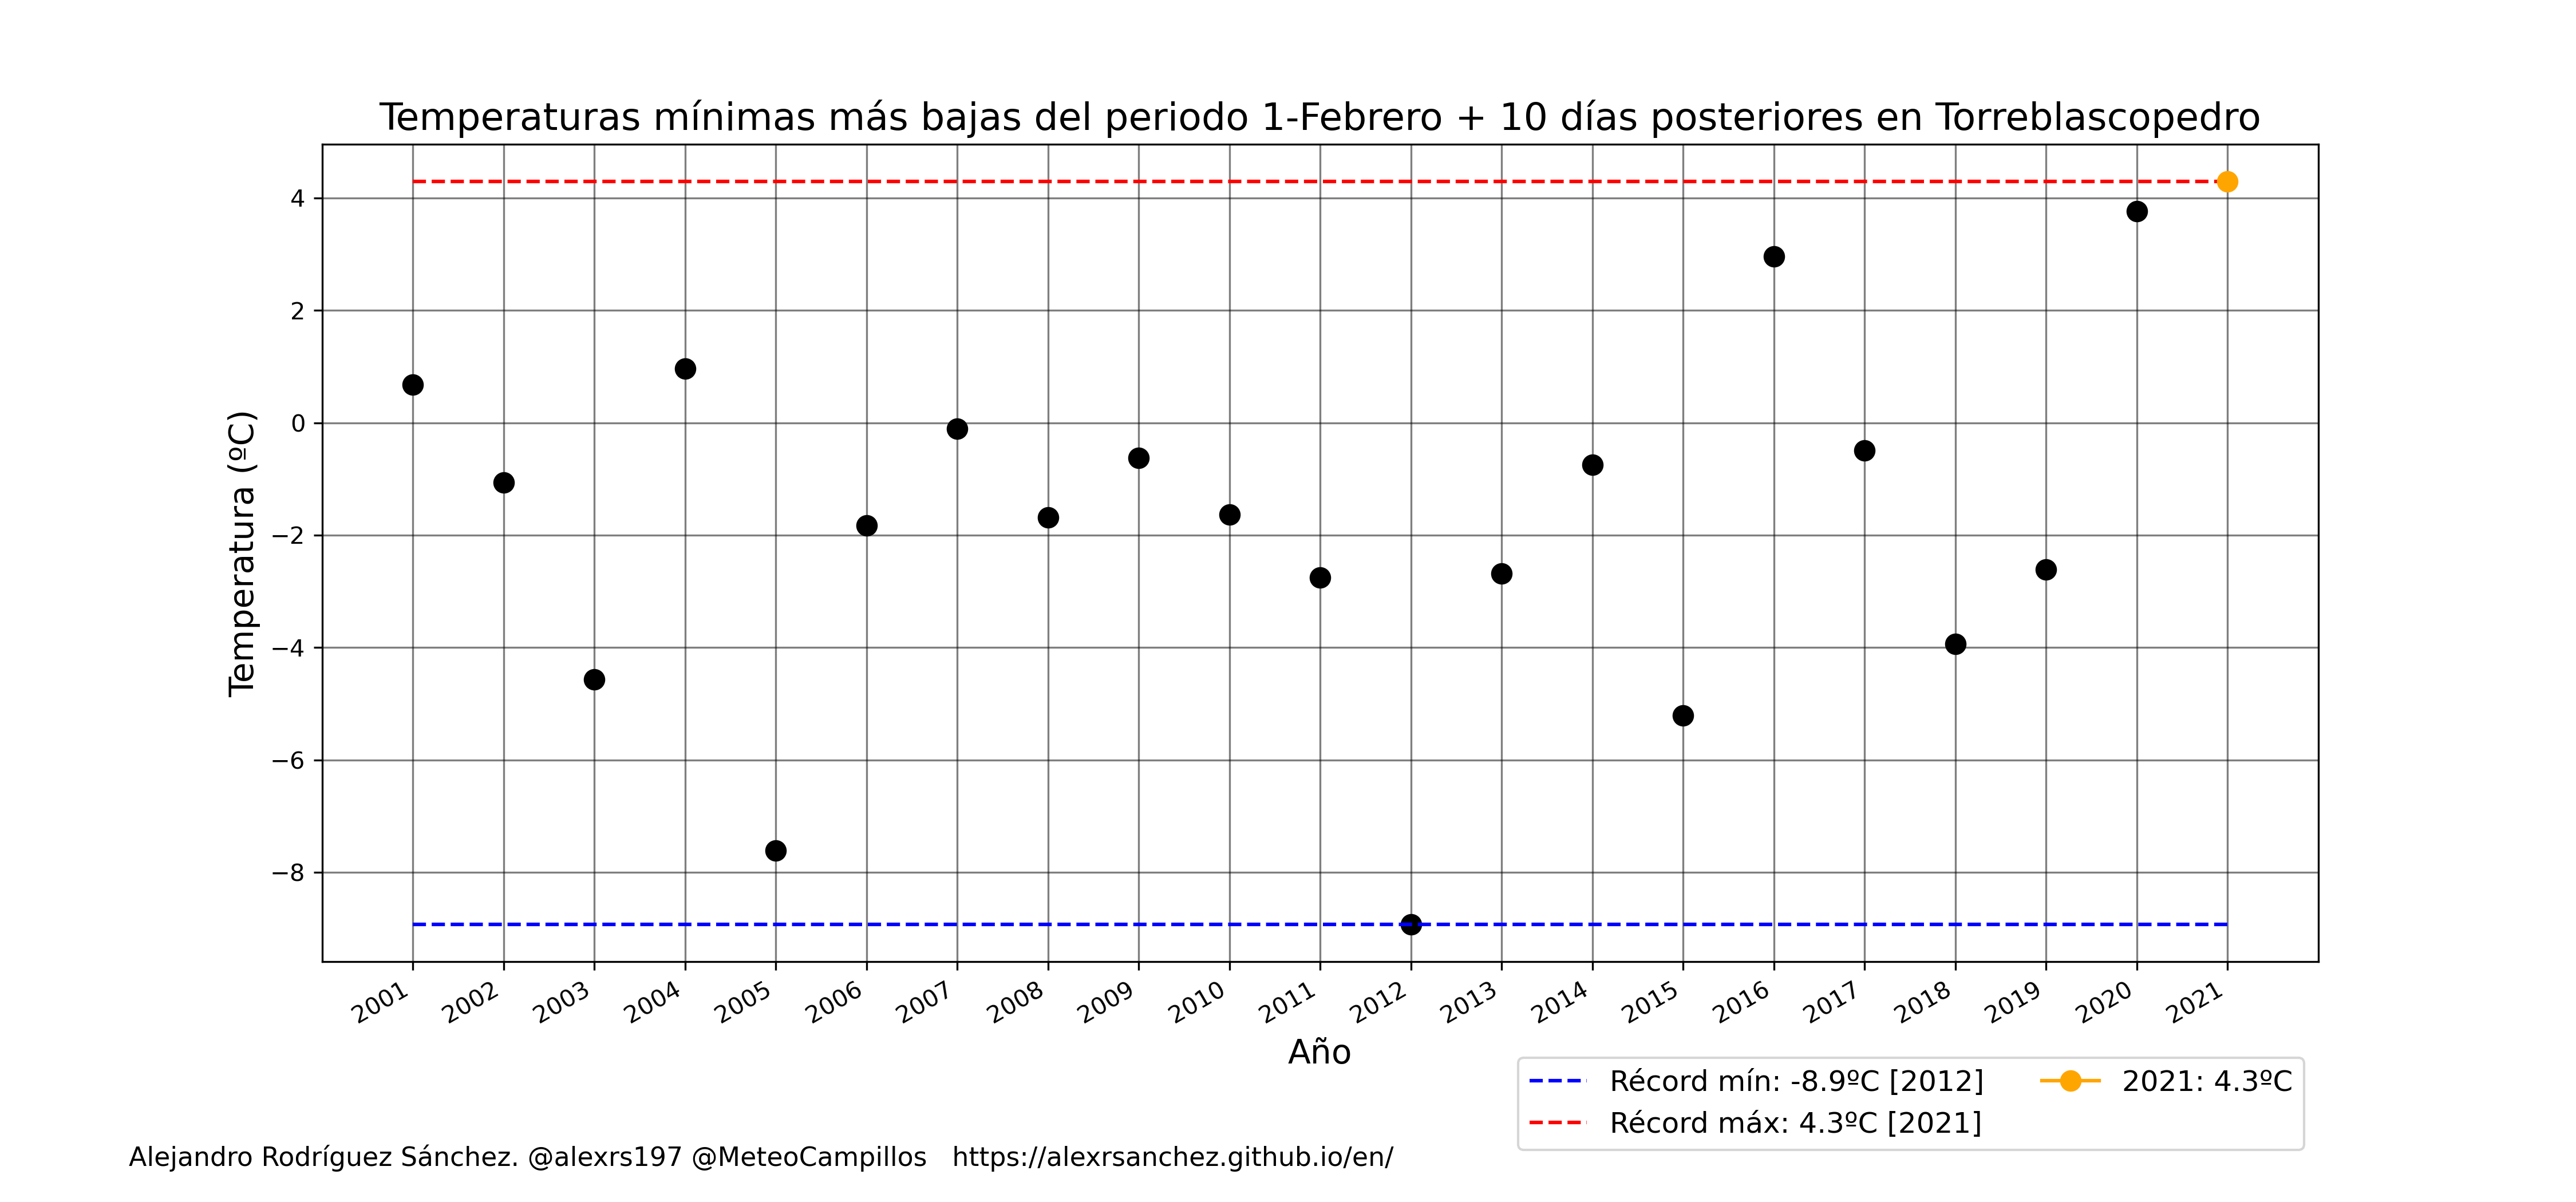 Temperaturas mínimas más bajas del periodo 1-Febrero + 10 días posteriores en Torreblascopedro
Temperatura (ºC)
4
2
0
−2
−4
−6
−8
2001 2002 2003 2004 2005 2006 2007 2008 2009 2010 2011 2012 2013 2014 2015 2016 2017 2018 2019 2020 2021
Año
Récord mín: -8.9ºC [2012]
Récord máx: 4.3ºC [2021]
2021: 4.3ºC
Alejandro Rodríguez Sánchez. @alexrs197 @MeteoCampillos https://alexrsanchez.github.io/en/